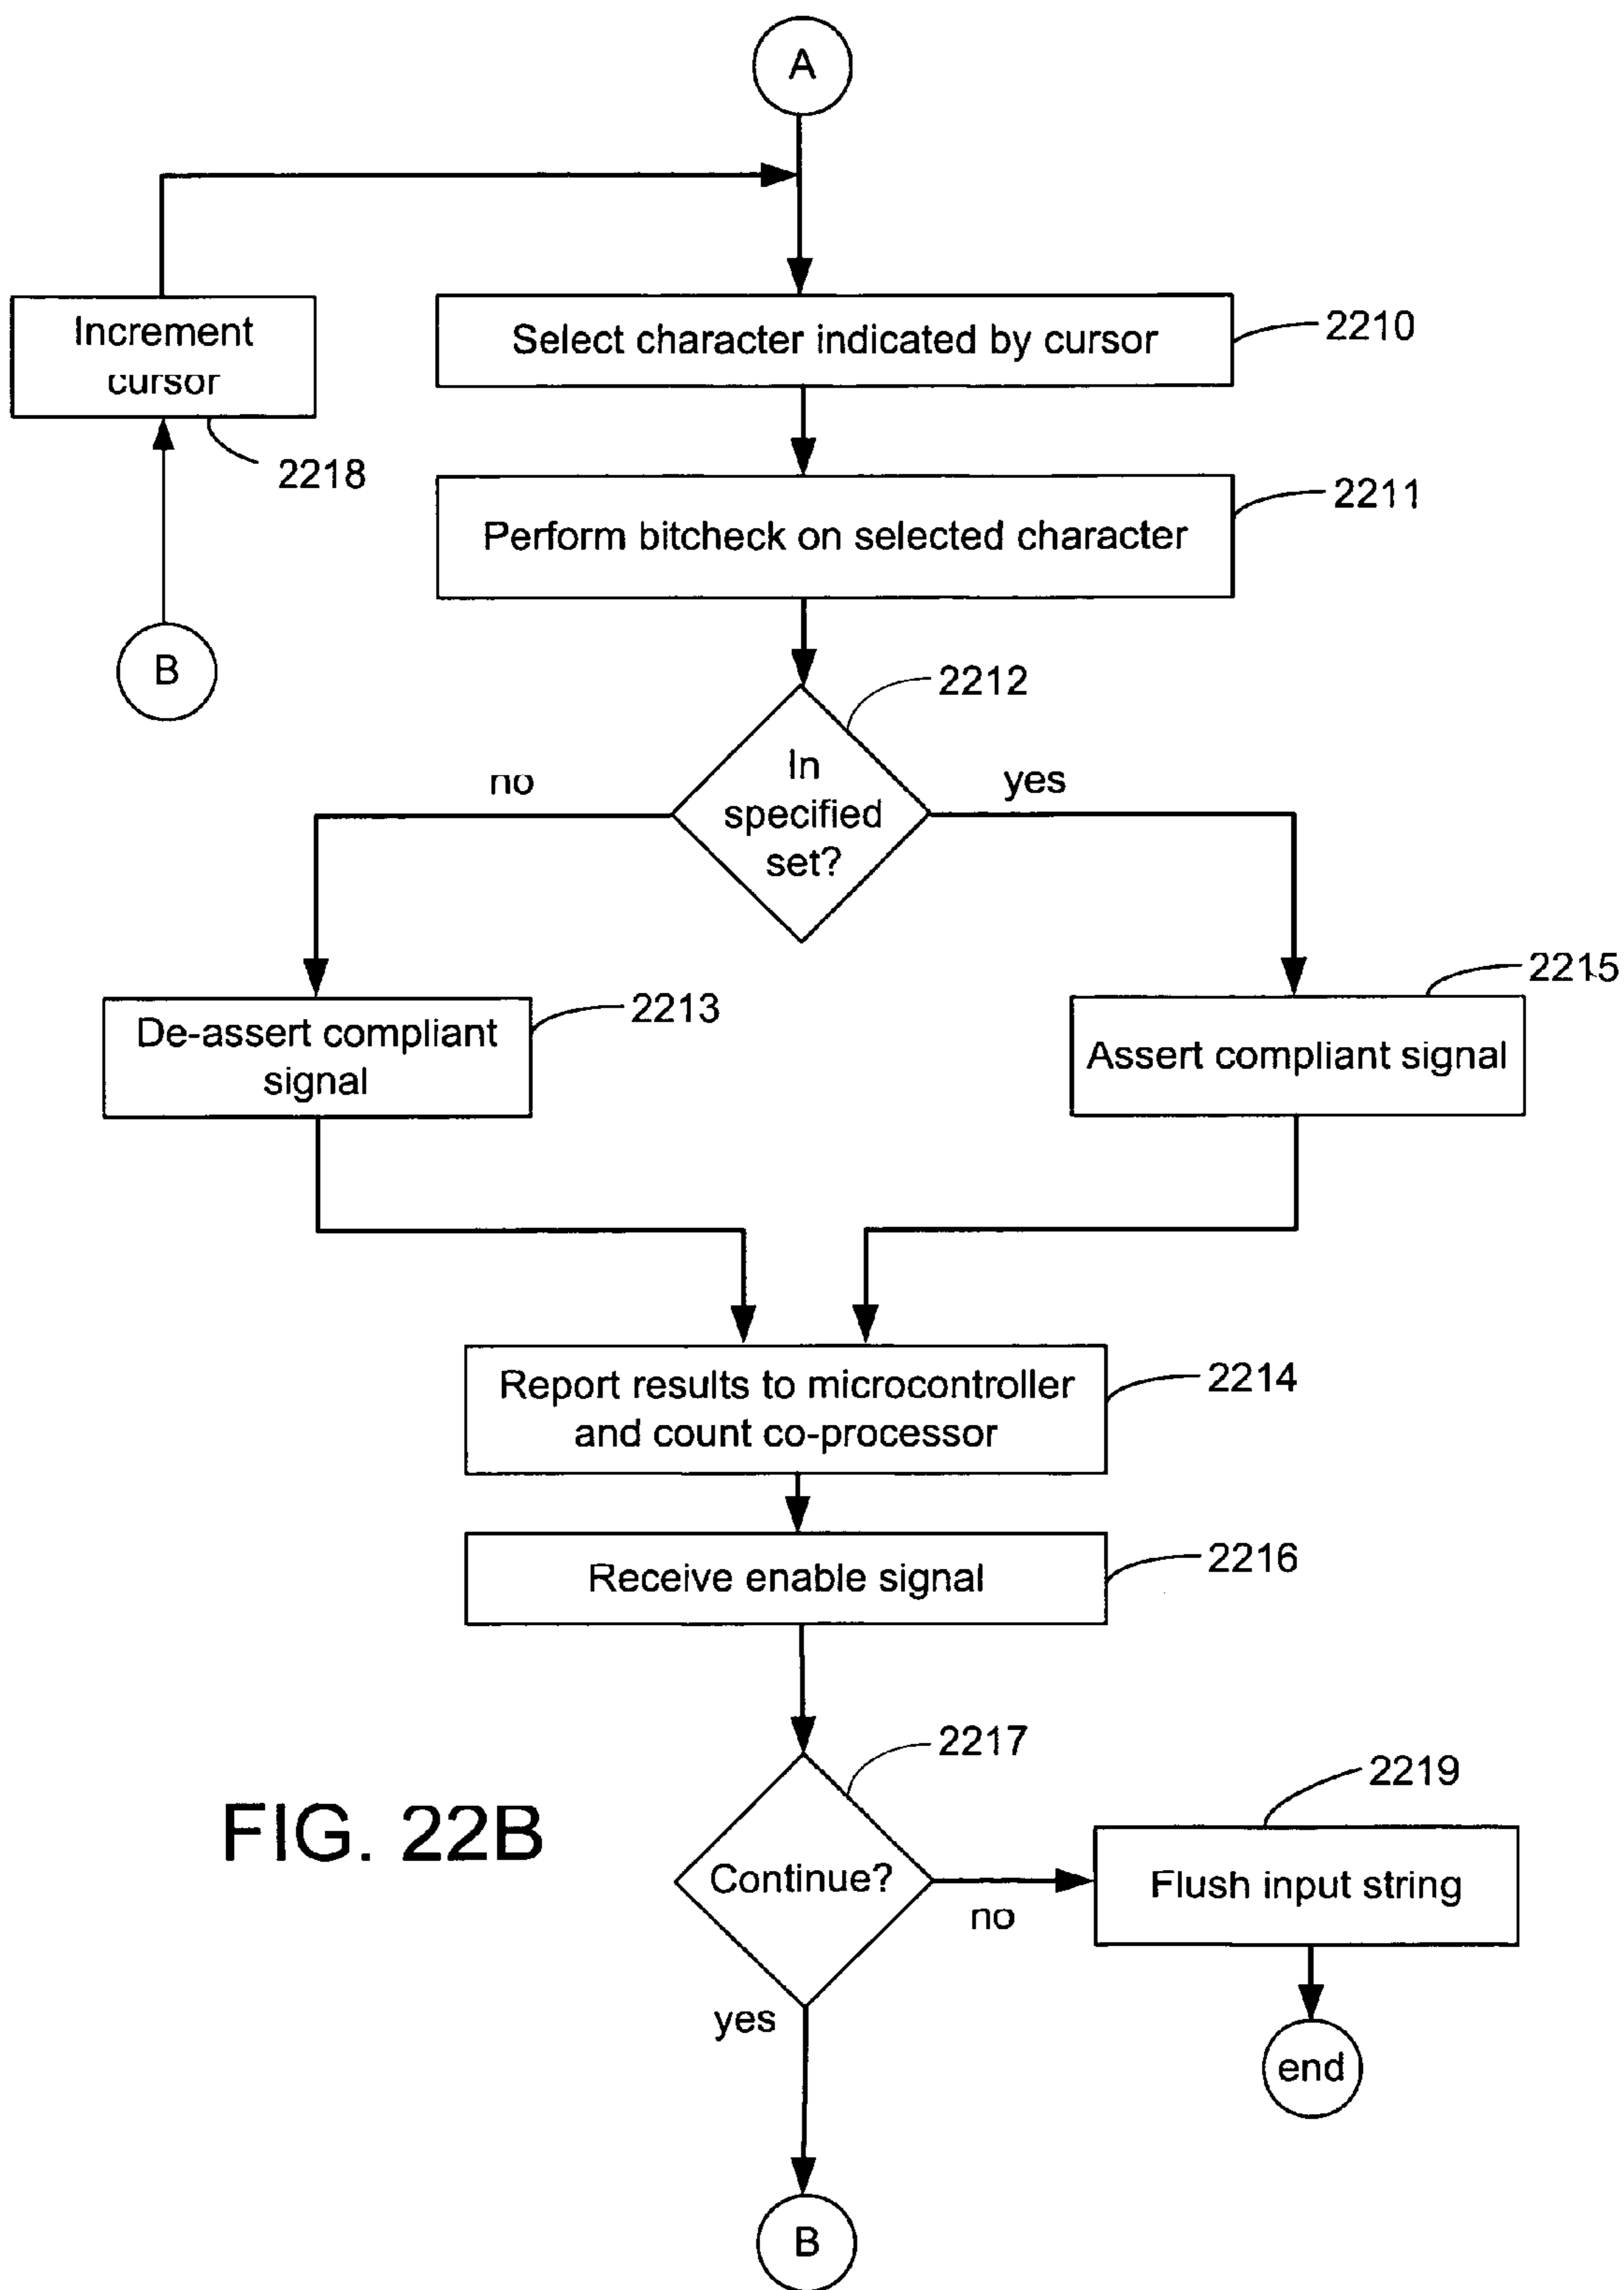 A
Increment
cursor
2218
B
Select character indicated by cursor
2210
Perform bitcheck on selected character
2211
2212
In
specified
set?
no
yes
De-assert compliant
signal
2213
2215
Assert compliant signal
Report results to microcontroller
and count co-processor
2214
Receive enable signal
2216
2217
Continue?
no
yes
2219
Flush input string
end
B
FIG. 22B